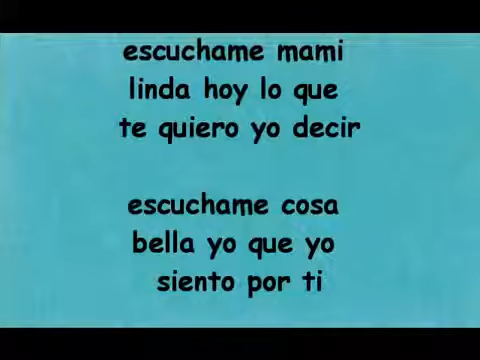 escuchame mami
linda hoy lo que
te quiero yo decir
escuchame cosa
bella yo que yo
siento por ti